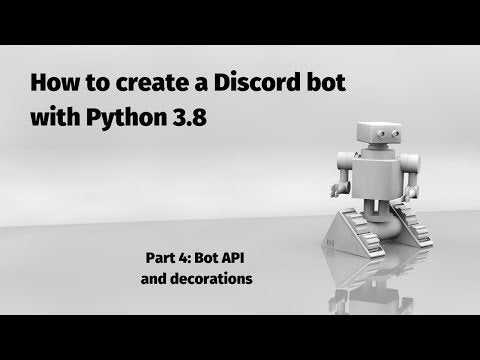 How to create a Discord bot
with Python 3.8
Part 4: Bot API
and decorations